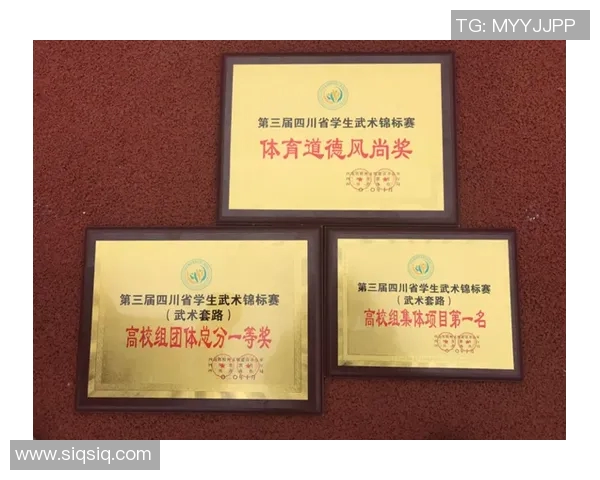 TG: MYYJJPP
第三届四川省学生武术锦标赛
体育道德风尚奖
第三届四川省学生武术锦标赛
（武术套路）
高校组团体总分一等奖
第三届四川省学生武术锦标赛
（武术套路）
高校组集体项目第一名
www.siqsiq.com